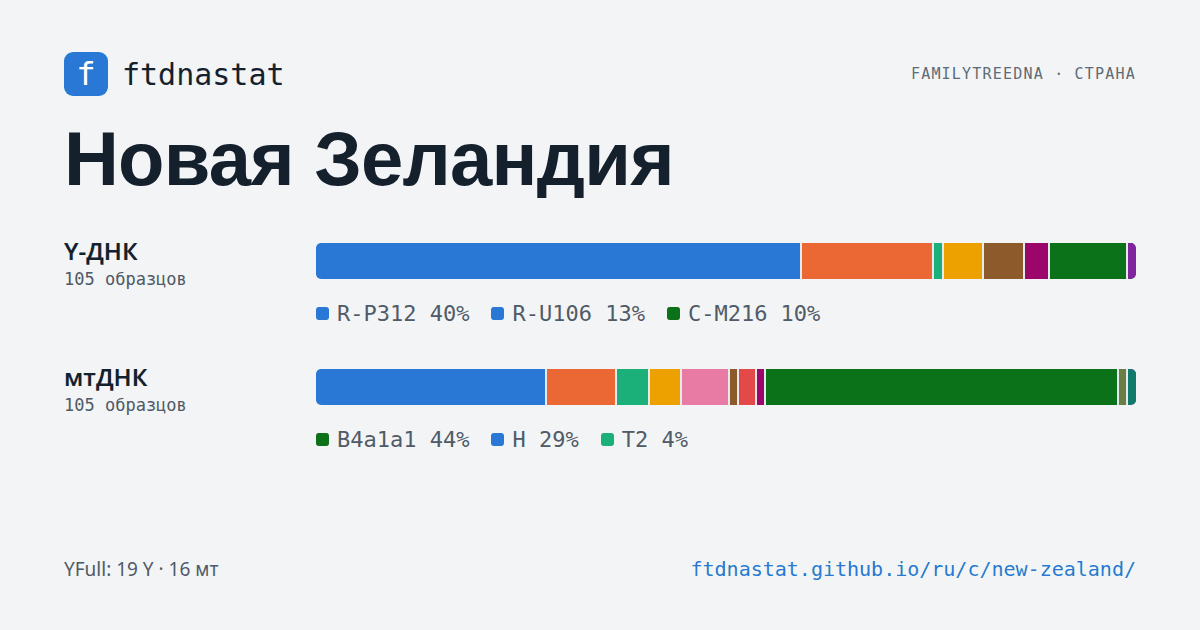 f ftdnastat
FAMILYTREEDNA · СТРАНА
Новая Зеландия
Y-ДНК
105 образцов
R-P312 40% R-U106 13% C-M216 10%
мтДНК
105 образцов
B4a1a1 44% H 29% T2 4%
YFull: 19 Y · 16 мт
ftdnastat.github.io/ru/c/new-zealand/